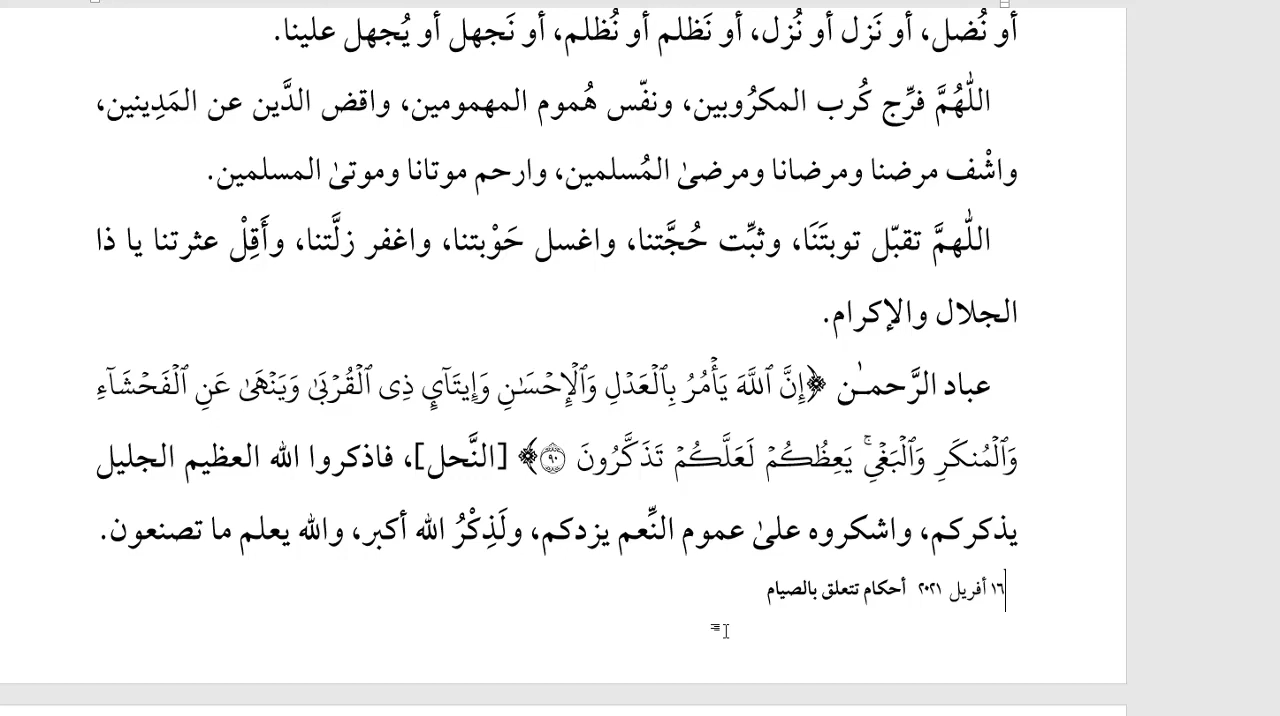 أو نُضل، أو نَزل أو نُزل، أو نَظلم أو نُظلم، أو نَجهل أو يُجهل علينا.
اللّٰهُمَّ فرِّج كُرب المكرُوبين، ونفّس هُموم المهمومين، واقض الدَّين عن المَدِينين،
واشْف مرضنا ومرضانا ومرضىٰ المُسلمين، وارحم موتانا وموتىٰ المسلمين.
اللّٰهمَّ تقبّل توبتَنَا، وثبِّت حُجَّتنا، واغسل حَوْبتنا، واغفر زلَّتنا، وأَقِلْ عثرتنا يا ذا
الجلال والإكرام.
عباد الرَّحمـٰن ﴿إِنَّ ٱللَّهَ يَأۡمُرُ بِٱلۡعَدۡلِ وَٱلۡإِحۡسَـٰنِ وَإِيتَآيِٕ ذِي ٱلۡقُرۡبَىٰ وَيَنۡهَىٰ عَنِ ٱلۡفَحۡشَآءِ
وَٱلۡمُنكَرِ وَٱلۡبَغۡيِۚ يَعِظُكُمۡ لَعَلَّكُمۡ تَذَكَّرُونَ ٩٠﴾ [النَّحل]، فاذكروا الله العظيم الجليل
يذكركم، واشكروه علىٰ عموم النِّعم يزدكم، ولَذِكْرُ الله أكبر، والله يعلم ما تصنعون.
١٦ أفريل ٢٠٢١ أحكام تتعلق بالصيام